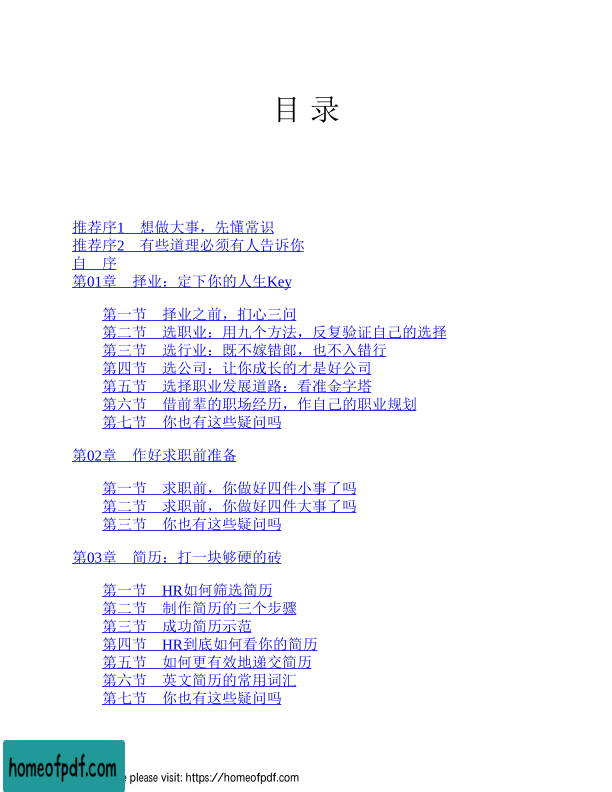 目 录
推荐序1　想做大事，先懂常识
推荐序2　有些道理必须有人告诉你
自　序
第01章　择业：定下你的人生Key
第一节　择业之前，扪心三问
第二节　选职业：用九个方法，反复验证自己的选择
第三节　选行业：既不嫁错郎，也不入错行
第四节　选公司：让你成长的才是好公司
第五节　选择职业发展道路：看准金字塔
第六节　借前辈的职场经历，作自己的职业规划
第七节　你也有这些疑问吗
第02章　作好求职前准备
第一节　求职前，你做好四件小事了吗
第二节　求职前，你做好四件大事了吗
第三节　你也有这些疑问吗
第03章　简历：打一块够硬的砖
第一节　HR如何筛选简历
第二节　制作简历的三个步骤
第三节　成功简历示范
第四节　HR到底如何看你的简历
第五节　如何更有效地递交简历
第六节　英文简历的常用词汇
第七节　你也有这些疑问吗
homeofpdf.com
please visit: https://homeofpdf.com